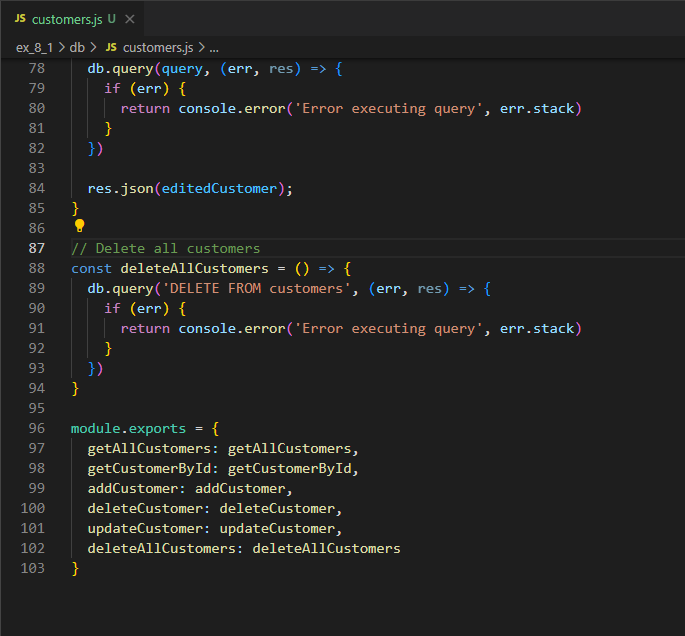 JS customers.js U ×
ex_8_1 > db > JS customers.js > ...
78 db.query(query, (err, res) => {
79 if (err) {
80 return console.error('Error executing query', err.stack)
81 }
82 })
83
84 res.json(editedCustomer);
85 }
86
87 // Delete all customers
88 const deleteAllCustomers = () => {
89 db.query('DELETE FROM customers', (err, res) => {
90 if (err) {
91 return console.error('Error executing query', err.stack)
92 }
93 })
94 }
95
96 module.exports = {
97 getAllCustomers: getAllCustomers,
98 getCustomerById: getCustomerById,
99 addCustomer: addCustomer,
100 deleteCustomer: deleteCustomer,
101 updateCustomer: updateCustomer,
102 deleteAllCustomers: deleteAllCustomers
103 }